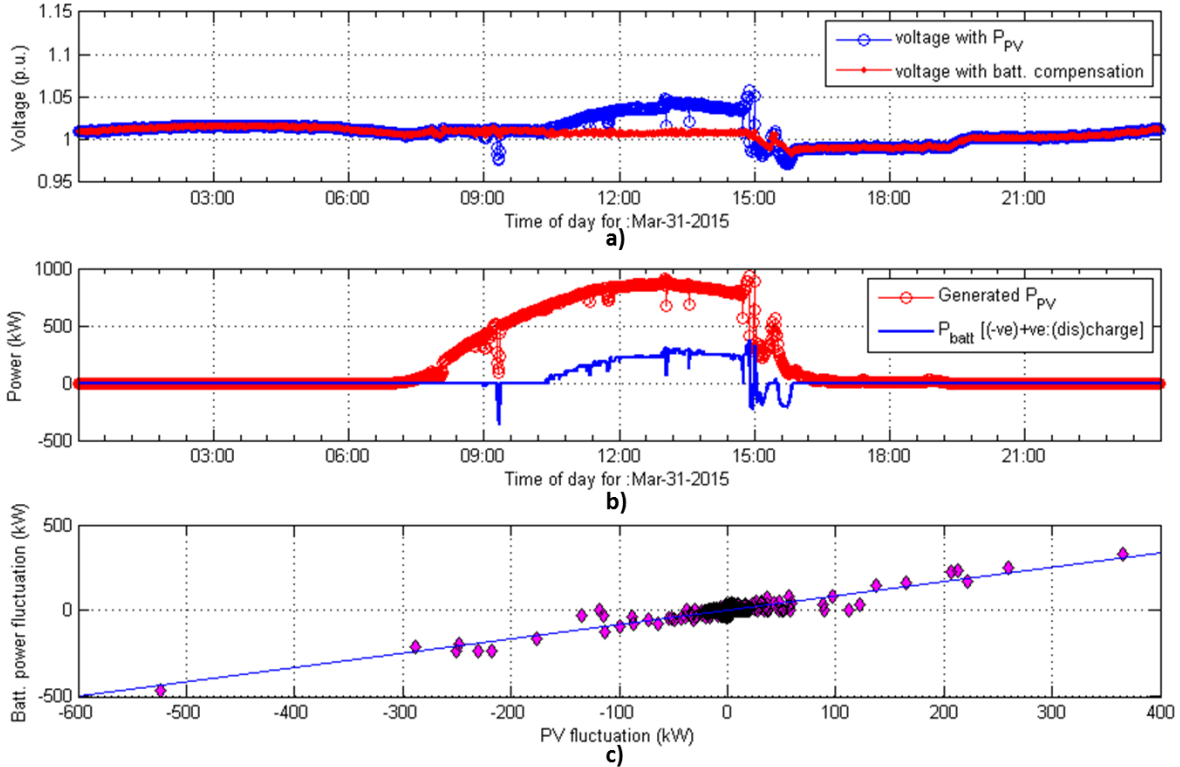 1.15
1.1
1.05
1
0.95
Voltage (p.u.)
voltage with P_PV
voltage with batt. compensation
03:00 06:00 09:00 12:00 15:00 18:00 21:00
Time of day for :Mar-31-2015
a)
1000
500
0
-500
Power (kW)
Generated P_PV
P_batt [(-ve)+ve:(dis)charge]
03:00 06:00 09:00 12:00 15:00 18:00 21:00
Time of day for :Mar-31-2015
b)
500
0
-500
Batt. power fluctuation (kW)
-600 -500 -400 -300 -200 -100 0 100 200 300 400
PV fluctuation (kW)
c)